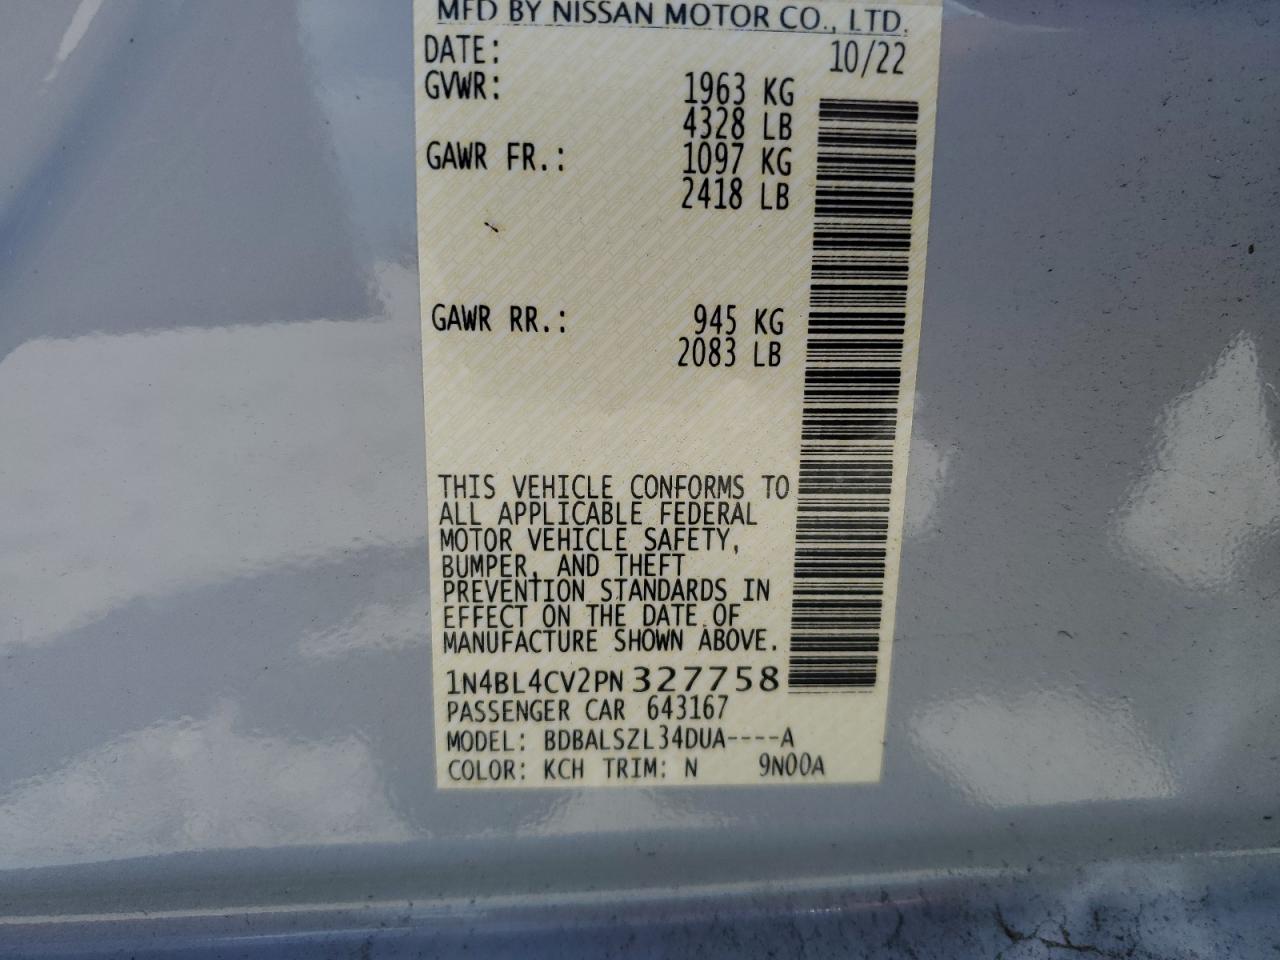 MFD BY NISSAN MOTOR CO., LTD.
DATE: 10/22
GVWR: 1963 KG
4328 LB
GAWR FR.: 1097 KG
2418 LB
GAWR RR.: 945 KG
2083 LB
THIS VEHICLE CONFORMS TO
ALL APPLICABLE FEDERAL
MOTOR VEHICLE SAFETY,
BUMPER, AND THEFT
PREVENTION STANDARDS IN
EFFECT ON THE DATE OF
MANUFACTURE SHOWN ABOVE.
1N4BL4CV2PN 327758
PASSENGER CAR 643167
MODEL: BDBALSZL34DUA----A
COLOR: KCH TRIM: N 9N00A